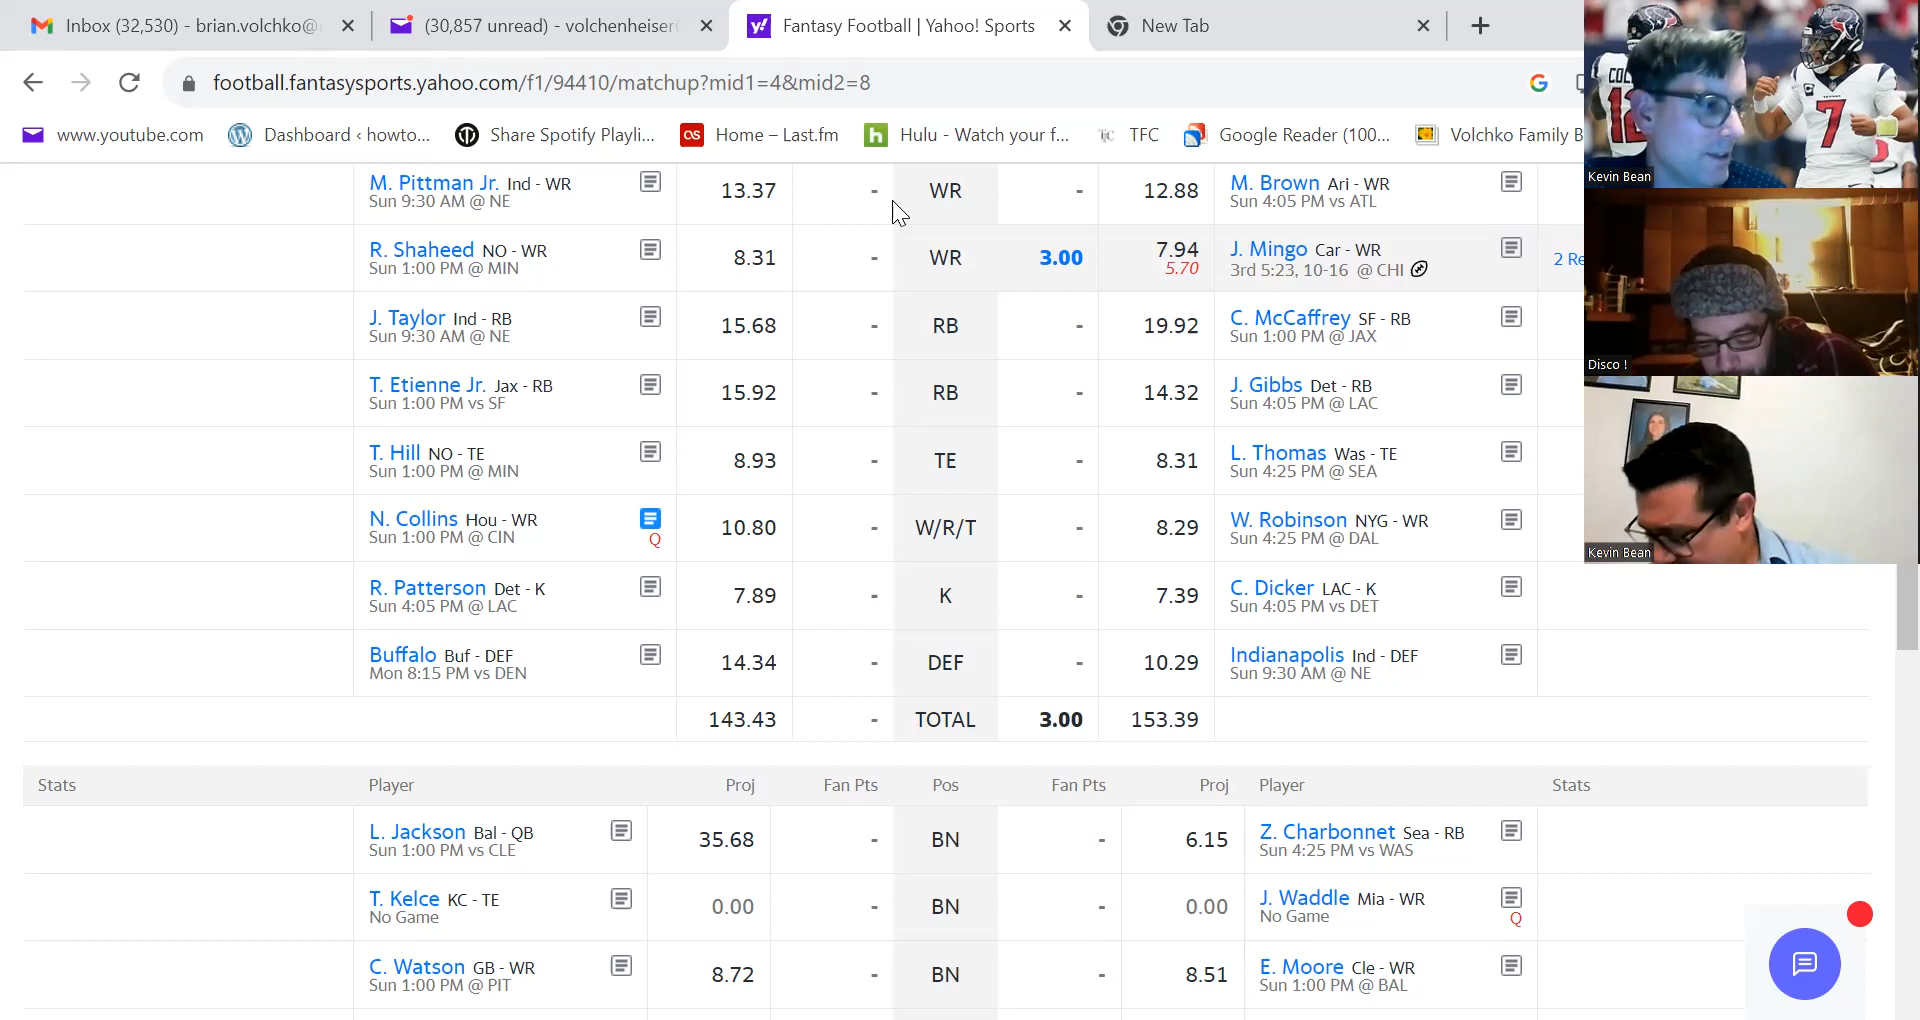 Inbox (32,530) - brian.volchko@
(30,857 unread) - volchenheiser
Fantasy Football | Yahoo! Sports
New Tab
football.fantasysports.yahoo.com/f1/94410/matchup?mid1=4&mid2=8
www.youtube.com
Dashboard ‹ howto...
Share Spotify Playli...
Home – Last.fm
Hulu - Watch your f...
TFC
Google Reader (100...
Volchko Family B
M. Pittman Jr. Ind - WR 13.37 - WR - 12.88 M. Brown Ari - WR
Sun 9:30 AM @ NE Sun 4:05 PM vs ATL
R. Shaheed NO - WR 8.31 - WR 3.00 7.94 J. Mingo Car - WR 2 Re
Sun 1:00 PM @ MIN 5.70 3rd 5:23, 10-16 @ CHI
J. Taylor Ind - RB 15.68 - RB - 19.92 C. McCaffrey SF - RB
Sun 9:30 AM @ NE Sun 1:00 PM @ JAX
T. Etienne Jr. Jax - RB 15.92 - RB - 14.32 J. Gibbs Det - RB
Sun 1:00 PM vs SF Sun 4:05 PM @ LAC
T. Hill NO - TE 8.93 - TE - 8.31 L. Thomas Was - TE
Sun 1:00 PM @ MIN Sun 4:25 PM @ SEA
N. Collins Hou - WR 10.80 - W/R/T - 8.29 W. Robinson NYG - WR
Sun 1:00 PM @ CIN Q Sun 4:25 PM @ DAL
R. Patterson Det - K 7.89 - K - 7.39 C. Dicker LAC - K
Sun 4:05 PM @ LAC Sun 4:05 PM vs DET
Buffalo Buf - DEF 14.34 - DEF - 10.29 Indianapolis Ind - DEF
Mon 8:15 PM vs DEN Sun 9:30 AM @ NE
143.43 - TOTAL 3.00 153.39
Stats Player Proj Fan Pts Pos Fan Pts Proj Player Stats
L. Jackson Bal - QB 35.68 - BN - 6.15 Z. Charbonnet Sea - RB
Sun 1:00 PM vs CLE Sun 4:25 PM vs WAS
T. Kelce KC - TE 0.00 - BN - 0.00 J. Waddle Mia - WR
No Game No Game Q
C. Watson GB - WR 8.72 - BN - 8.51 E. Moore Cle - WR
Sun 1:00 PM @ PIT Sun 1:00 PM @ BAL
7
Kevin Bean
Disco !
Kevin Bean